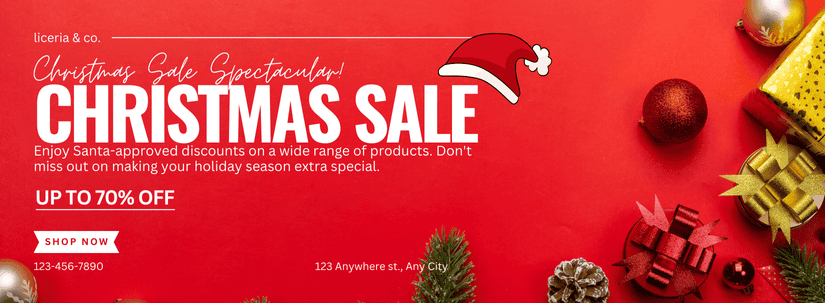 liceria & co.
Christmas Sale Spectacular!
CHRISTMAS SALE
Enjoy Santa-approved discounts on a wide range of products. Don't
miss out on making your holiday season extra special.
UP TO 70% OFF
SHOP NOW
123-456-7890
123 Anywhere st., Any City